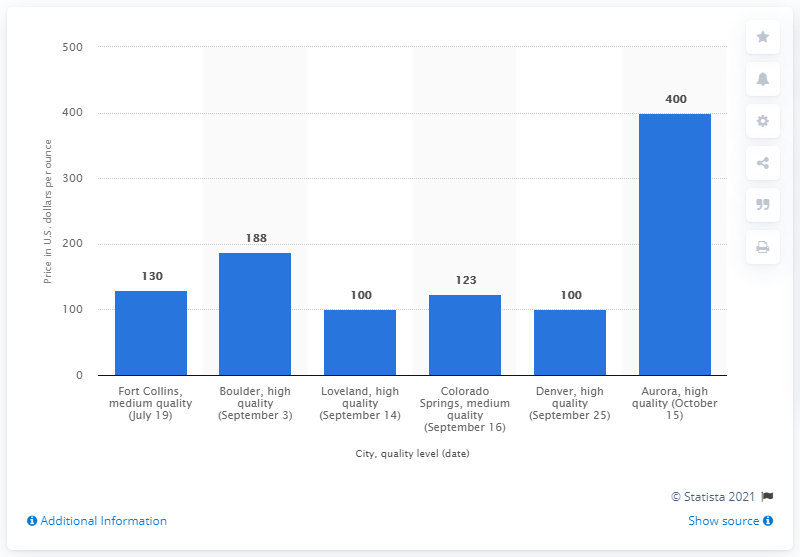 500
400
300
200
100
0
Price in U.S. dollars per ounce
130
188
100
123
100
400
Fort Collins,
medium quality
(July 19)
Boulder, high
quality
(September 3)
Loveland, high
quality
(September 14)
Colorado
Springs, medium
quality
(September 16)
Denver, high
quality
(September 25)
Aurora, high
quality (October
15)
City, quality level (date)
© Statista 2021
Additional Information
Show source